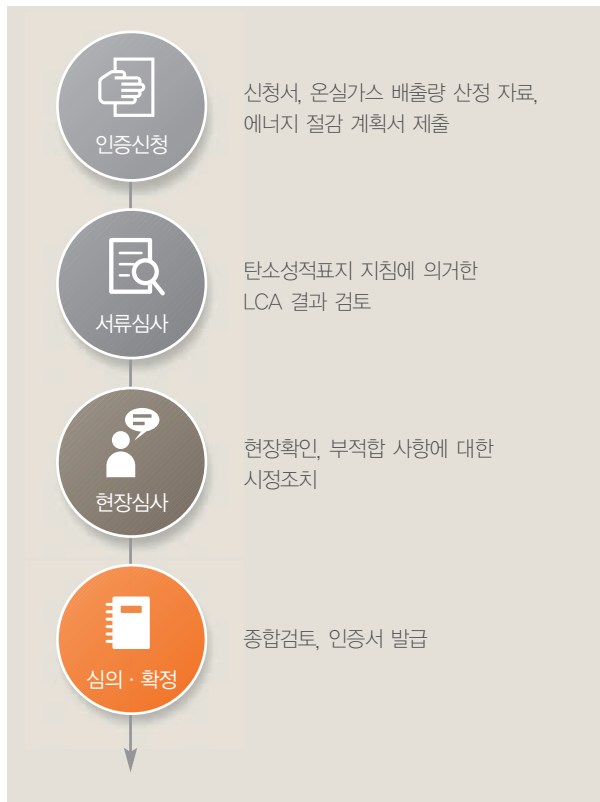 인증신청
신청서, 온실가스 배출량 산정 자료,
에너지 절감 계획서 제출
서류심사
탄소성적표지 지침에 의거한
LCA 결과 검토
현장심사
현장확인, 부적합 사항에 대한
시정조치
심의 · 확정
종합검토, 인증서 발급